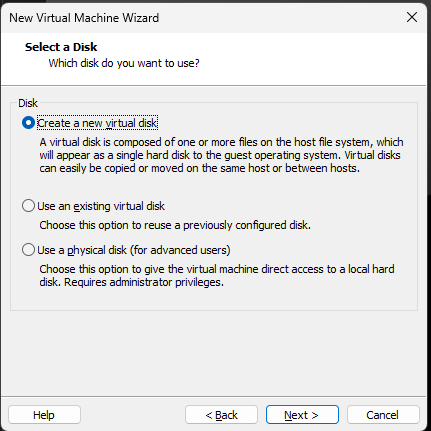 New Virtual Machine Wizard
Select a Disk
Which disk do you want to use?
Disk
Create a new virtual disk
A virtual disk is composed of one or more files on the host file system, which
will appear as a single hard disk to the guest operating system. Virtual disks
can easily be copied or moved on the same host or between hosts.
Use an existing virtual disk
Choose this option to reuse a previously configured disk.
Use a physical disk (for advanced users)
Choose this option to give the virtual machine direct access to a local hard
disk. Requires administrator privileges.
Help
< Back
Next >
Cancel